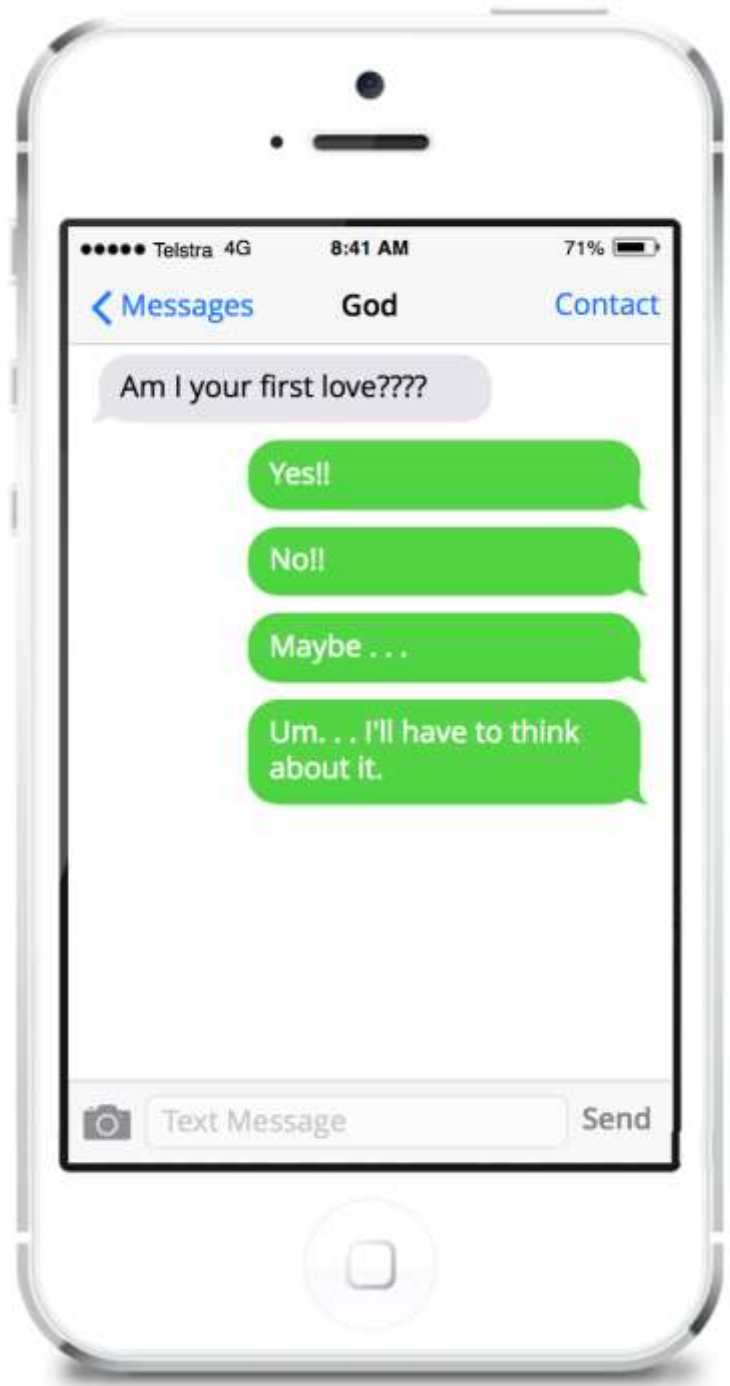 Telstra 4G 8:41 AM 71%
Messages God Contact
Am I your first love????
Yes!!
No!!
Maybe . . .
Um. . . I'll have to think
about it.
Text Message Send